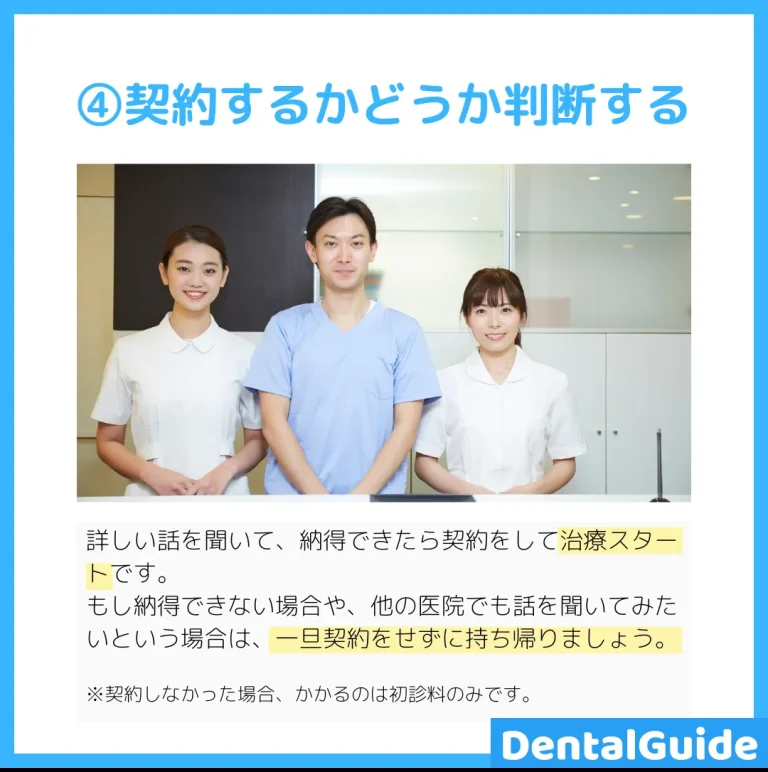 ④契約するかどうか判断する
詳しい話を聞いて、納得できたら契約をして治療スター
トです。
もし納得できない場合や、他の医院でも話を聞いてみた
いという場合は、一旦契約をせずに持ち帰りましょう。
※契約しなかった場合、かかるのは初診料のみです。
DentalGuide